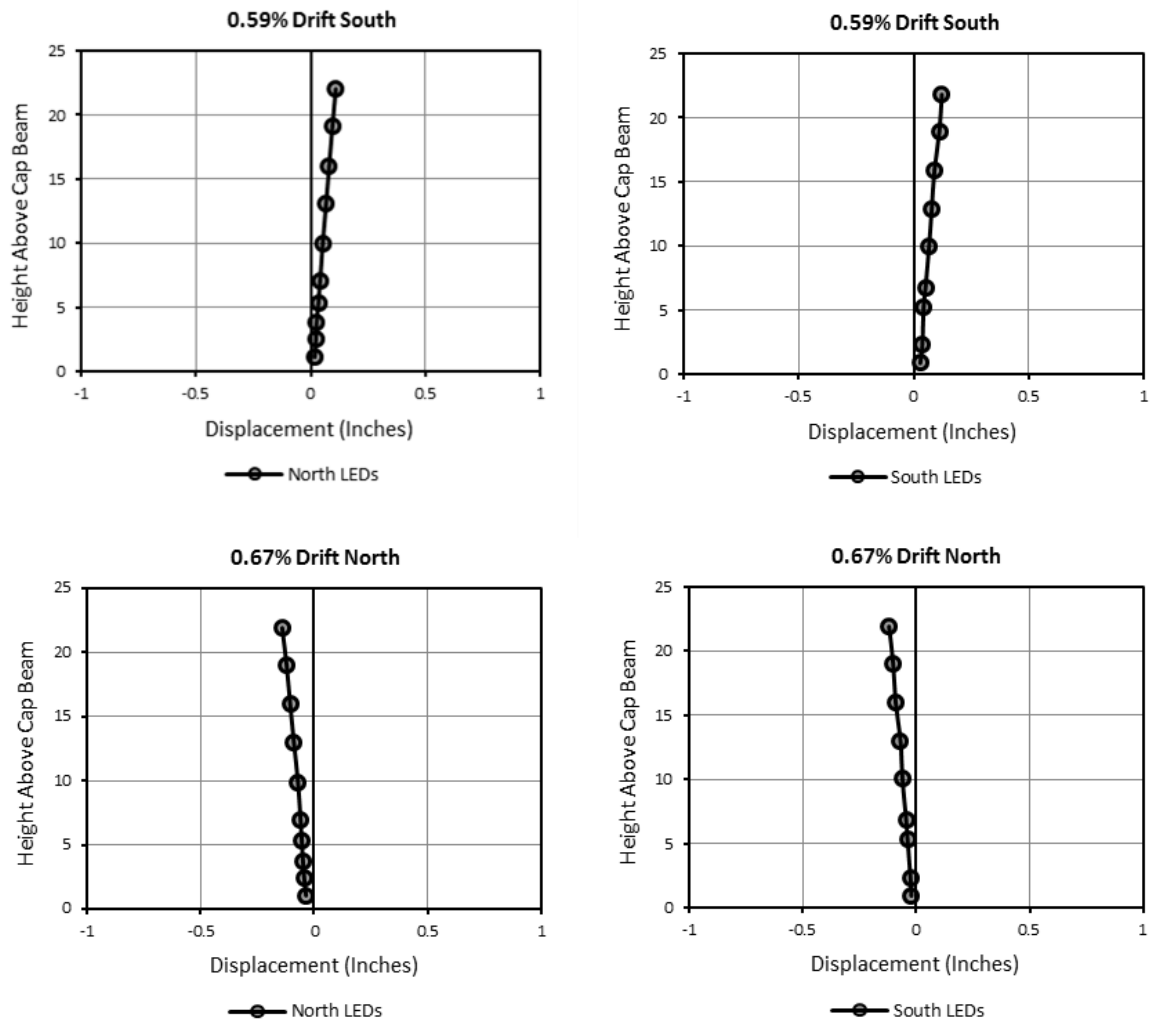 0.59% Drift South
Height Above Cap Beam
25
20
15
10
5
0
-1 -0.5 0 0.5 1
Displacement (Inches)
North LEDs
0.59% Drift South
Height Above Cap Beam
25
20
15
10
5
0
-1 -0.5 0 0.5 1
Displacement (Inches)
South LEDs
0.67% Drift North
Height Above Cap Beam
25
20
15
10
5
0
-1 -0.5 0 0.5 1
Displacement (Inches)
North LEDs
0.67% Drift North
Height Above Cap Beam
25
20
15
10
5
0
-1 -0.5 0 0.5 1
Displacement (Inches)
South LEDs